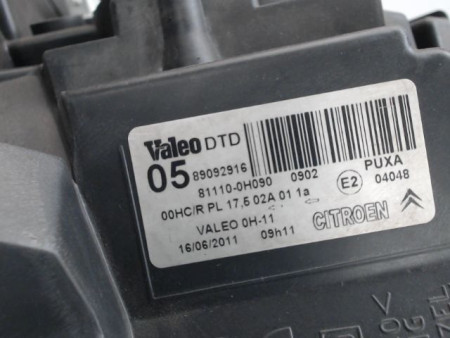 Valeo DTD
05 89092916
81110-0H090 0902 PUXA
00HC/R PL 17,5 02A 01 1a E2 04048
VALEO 0H-11 CITROEN
16/06/2011 09h11